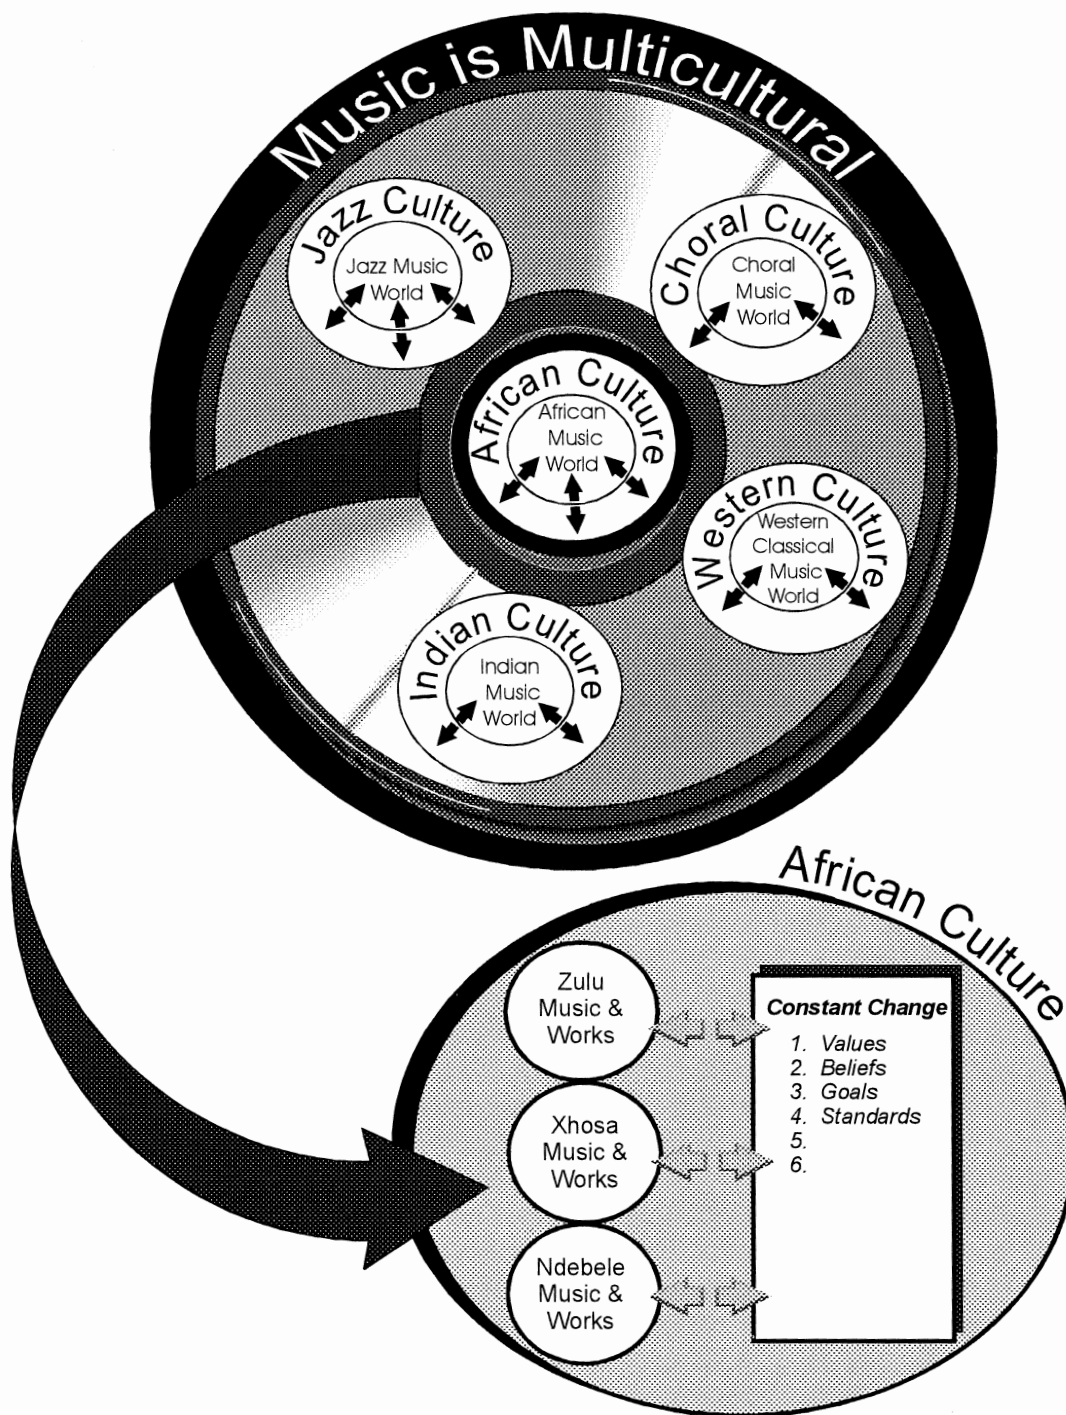 Music is Multicultural
Jazz Culture
Jazz Music
World
Choral Culture
Choral
Music
World
African Culture
African
Music
World
Western Culture
Western
Classical
Music
World
Indian Culture
Indian
Music
World
African Culture
Zulu
Music &
Works
Xhosa
Music &
Works
Ndebele
Music &
Works
Constant Change
1. Values
2. Beliefs
3. Goals
4. Standards
5.
6.